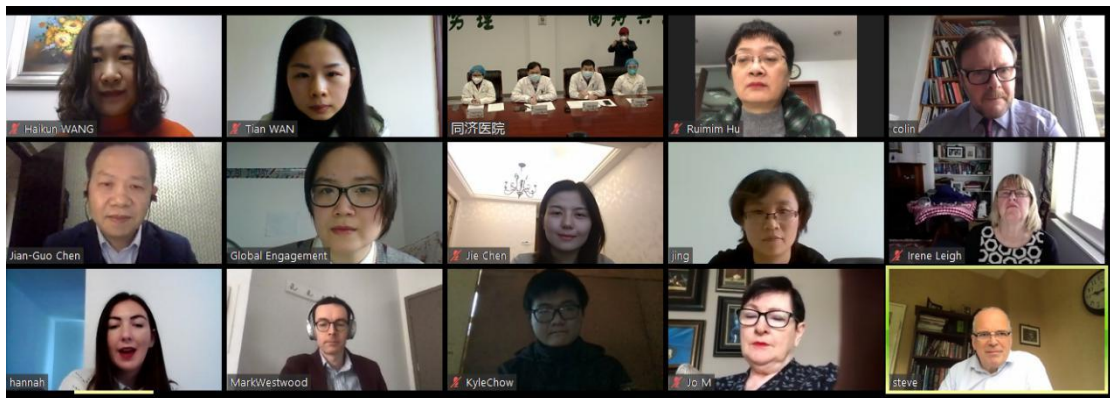 Haikun WANG
Tian WAN
同济医院
Ruimim Hu
colin
Jian-Guo Chen
Global Engagement
Jie Chen
jing
Irene Leigh
hannah
MarkWestwood
KyleChow
Jo M
steve